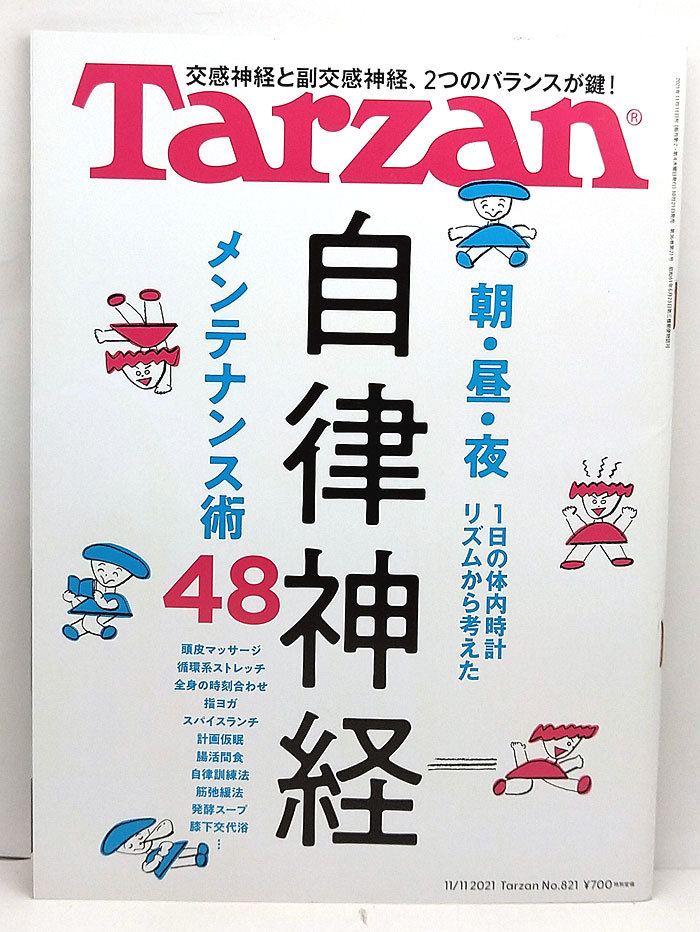 交感神経と副交感神経、2つのバランスが鍵!
Tarzan®
朝・昼・夜
1日の体内時計
リズムから考えた
自律神経
メンテナンス術
48
頭皮マッサージ
循環系ストレッチ
全身の時刻合わせ
指ヨガ
スパイスランチ
計画仮眠
腸活間食
自律訓練法
筋弛緩法
発酵スープ
膝下交代浴
…
11/11 2021 Tarzan No.821 ¥700 特別定価